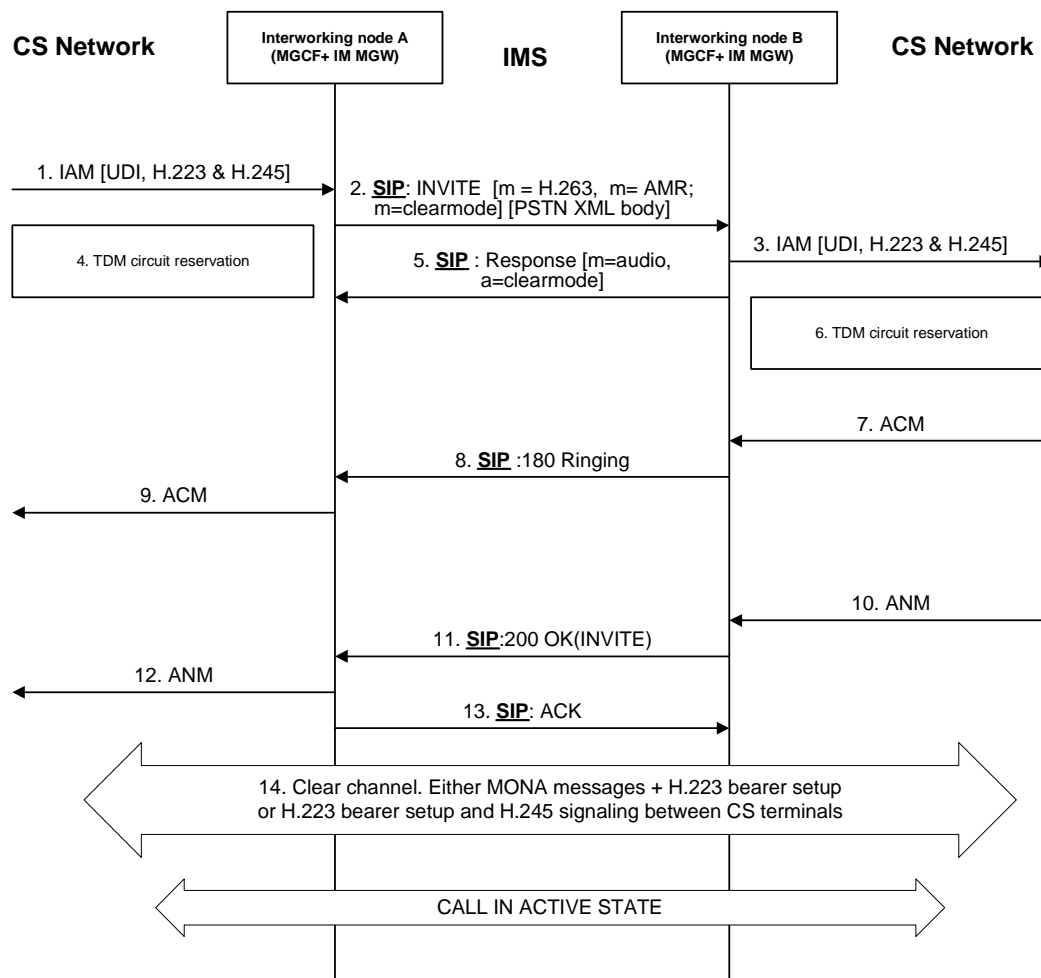 CS Network
Interworking node A
(MGCF+ IM MGW)
IMS
Interworking node B
(MGCF+ IM MGW)
CS Network
1. IAM [UDI, H.223 & H.245]
2. SIP: INVITE [m = H.263, m= AMR;
m=clearmode] [PSTN XML body]
3. IAM [UDI, H.223 & H.245]
4. TDM circuit reservation
5. SIP : Response [m=audio,
a=clearmode]
6. TDM circuit reservation
7. ACM
8. SIP :180 Ringing
9. ACM
10. ANM
11. SIP:200 OK(INVITE)
12. ANM
13. SIP: ACK
14. Clear channel. Either MONA messages + H.223 bearer setup
or H.223 bearer setup and H.245 signaling between CS terminals
CALL IN ACTIVE STATE